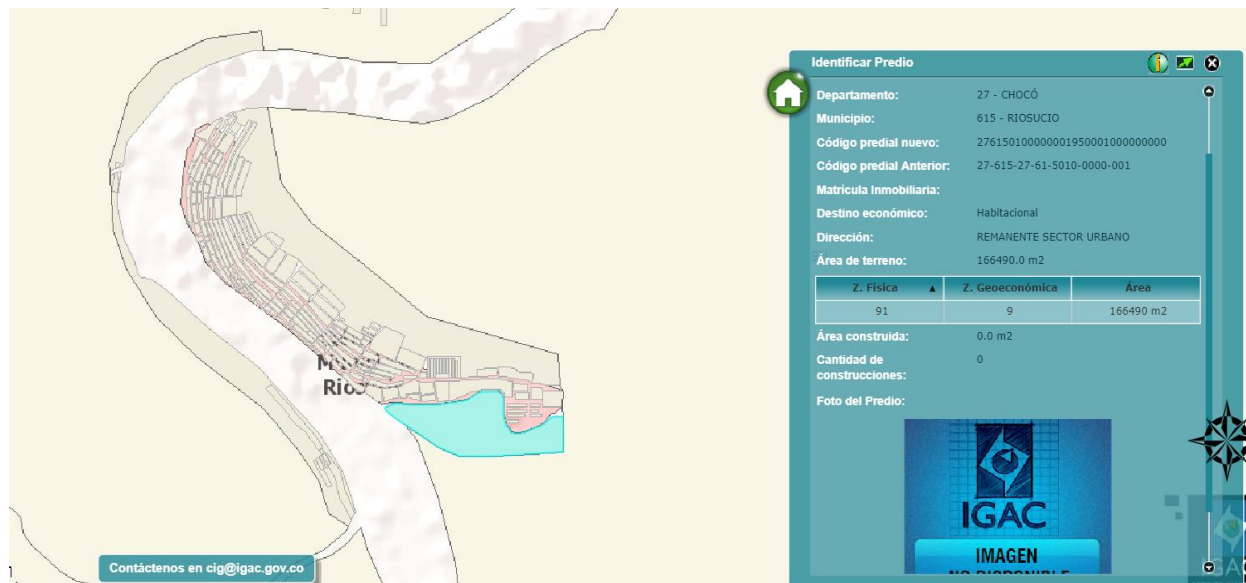 Identificar Predio
Departamento: 27 - CHOCÓ
Municipio: 615 - RIOSUCIO
Código predial nuevo: 276150100000001950001000000000
Código predial Anterior: 27-615-27-61-5010-0000-001
Matrícula Inmobiliaria:
Destino económico: Habitacional
Dirección: REMANENTE SECTOR URBANO
Área de terreno: 166490.0 m2
Z. Fisica ▲ Z. Geoeconómica Área
91 9 166490 m2
Área construida: 0.0 m2
Cantidad de 0
construcciones:
Foto del Predio:
IGAC
IMAGEN
NO DISPONIBLE
Contáctenos en cig@igac.gov.co